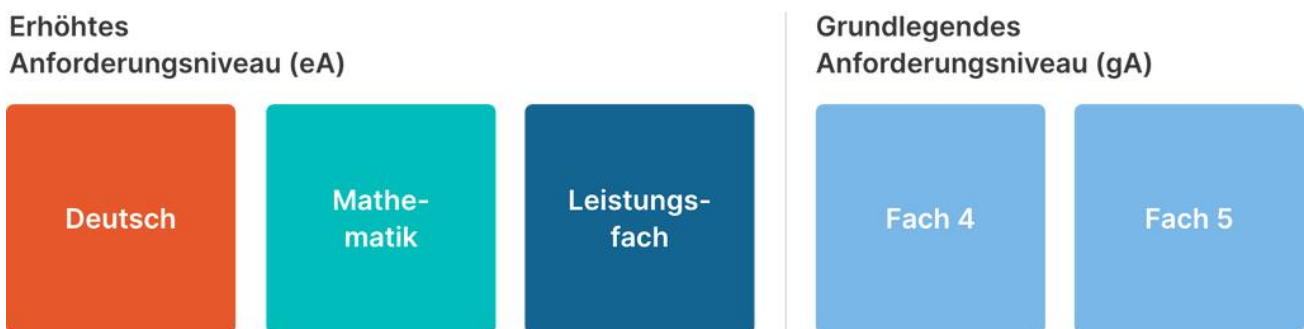 Erhöhtes
Anforderungsniveau (eA)
Grundlegendes
Anforderungsniveau (gA)
Deutsch
Mathe-
matik
Leistungs-
fach
Fach 4
Fach 5